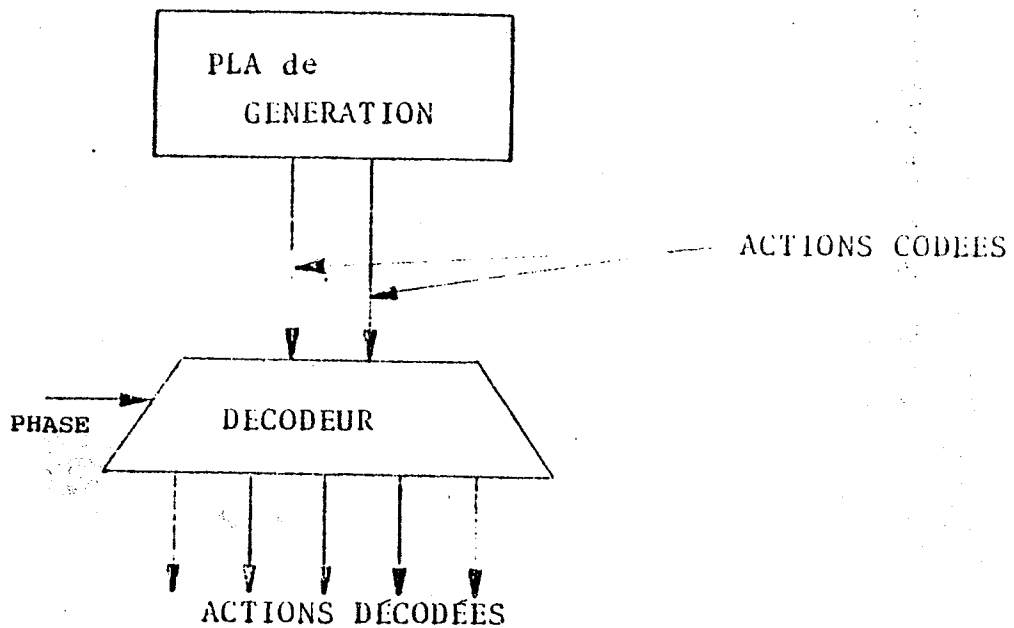 PLA de
GENERATION
ACTIONS CODEES
PHASE
DECODEUR
ACTIONS DÉCODÉES